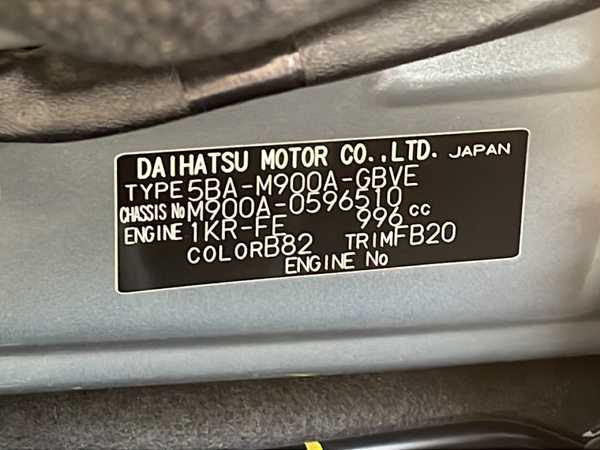 DAIHATSU MOTOR CO.,LTD. JAPAN
TYPE 5BA-M900A-GBVE
CHASSIS No M900A-0596510
ENGINE 1KR-FE 996 cc
COLOR B82 TRIM FB20
ENGINE No